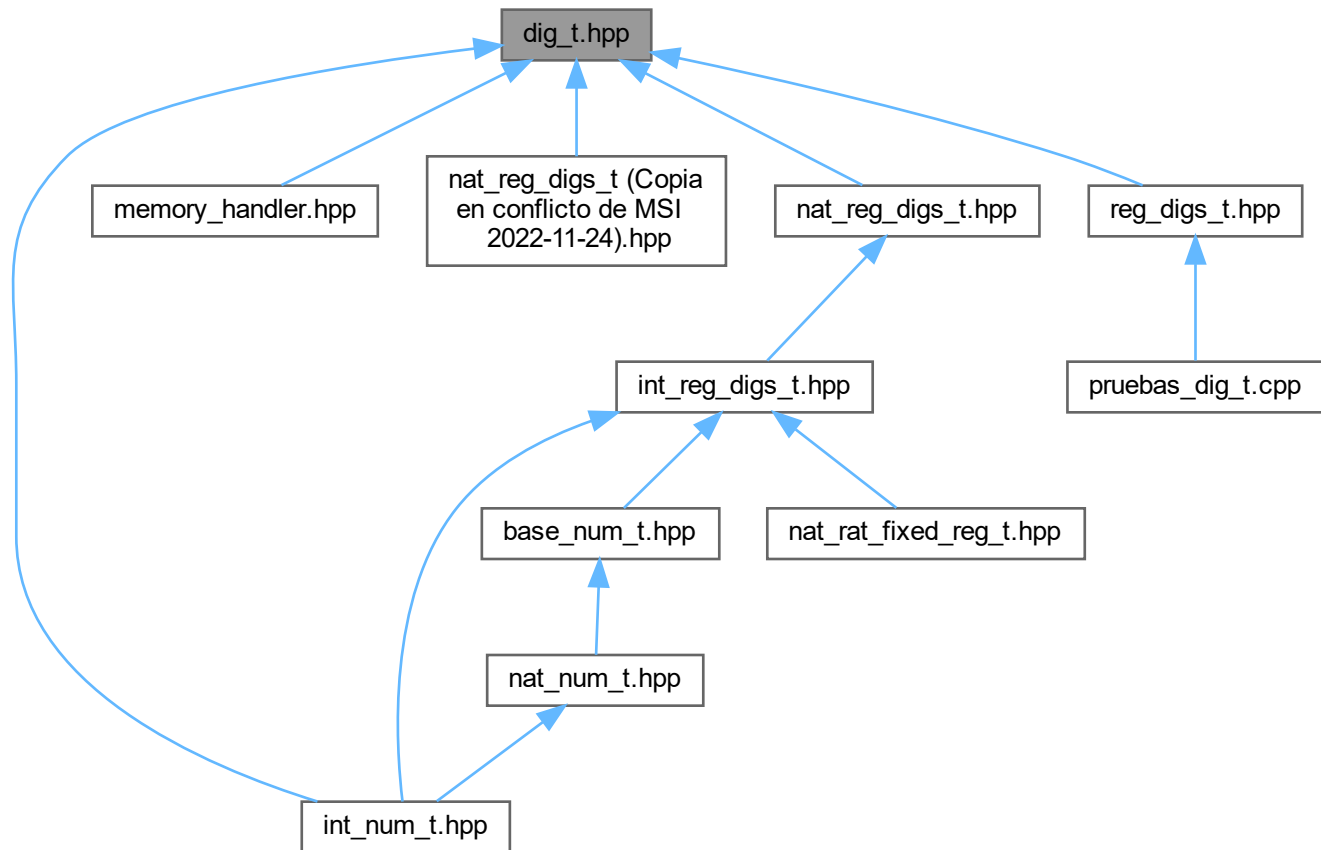 dig_t.hpp
memory_handler.hpp
nat_reg_digs_t (Copia
en conflicto de MSI
2022-11-24).hpp
nat_reg_digs_t.hpp
reg_digs_t.hpp
int_reg_digs_t.hpp
pruebas_dig_t.cpp
base_num_t.hpp
nat_rat_fixed_reg_t.hpp
nat_num_t.hpp
int_num_t.hpp